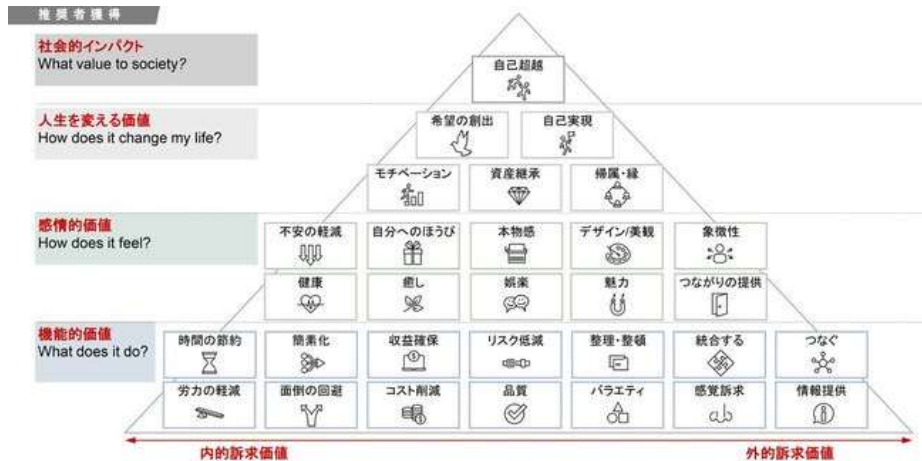 推奨者獲得
社会的インパクト
What value to society?
自己超越
人生を変える価値
How does it change my life?
希望の創出 自己実現
モチベーション 資産継承 帰属・縁
感情的価値
How does it feel?
不安の軽減 自分へのほうび 本物感 デザイン/美観 象徴性
健康 癒し 娯楽 魅力 つながりの提供
機能的価値
What does it do?
時間の節約 簡素化 収益確保 リスク低減 整理・整頓 統合する つなぐ
労力の軽減 面倒の回避 コスト削減 品質 バラエティ 感覚訴求 情報提供
ab
内的訴求価値 外的訴求価値